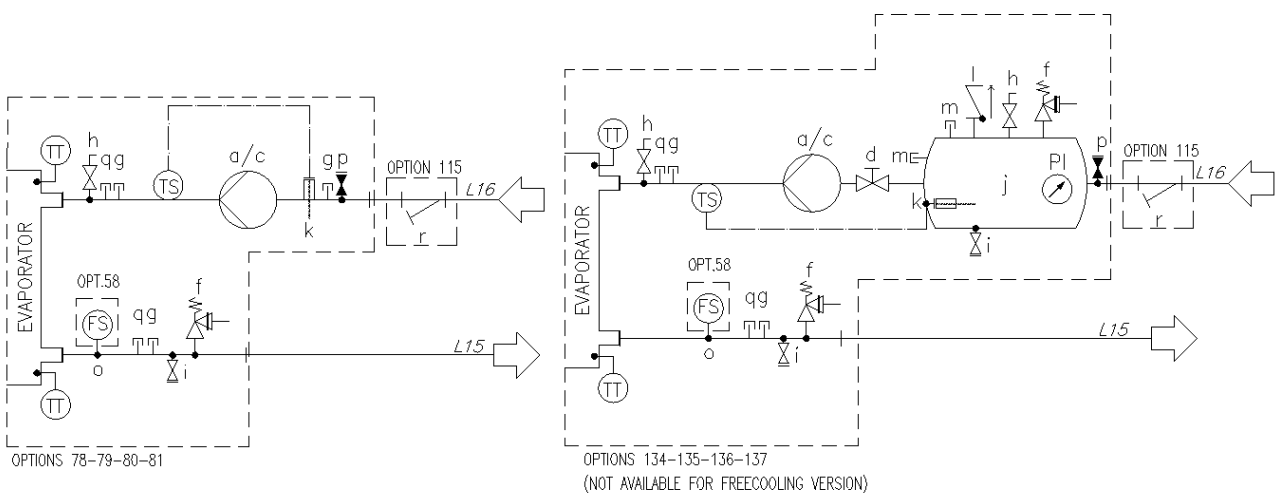 TT
h
qg
a/c
TS
gp
k
OPTION 115
L16
r
EVAPORATOR
OPT.58
FS
o
qg
f
i
L15
TT
OPTIONS 78-79-80-81
TT
h
qg
a/c
d
TS
m
m
l
h
f
j
PI
k
i
p
OPTION 115
L16
r
EVAPORATOR
OPT.58
FS
o
qg
f
i
L15
TT
OPTIONS 134-135-136-137
(NOT AVAILABLE FOR FREECOOLING VERSION)